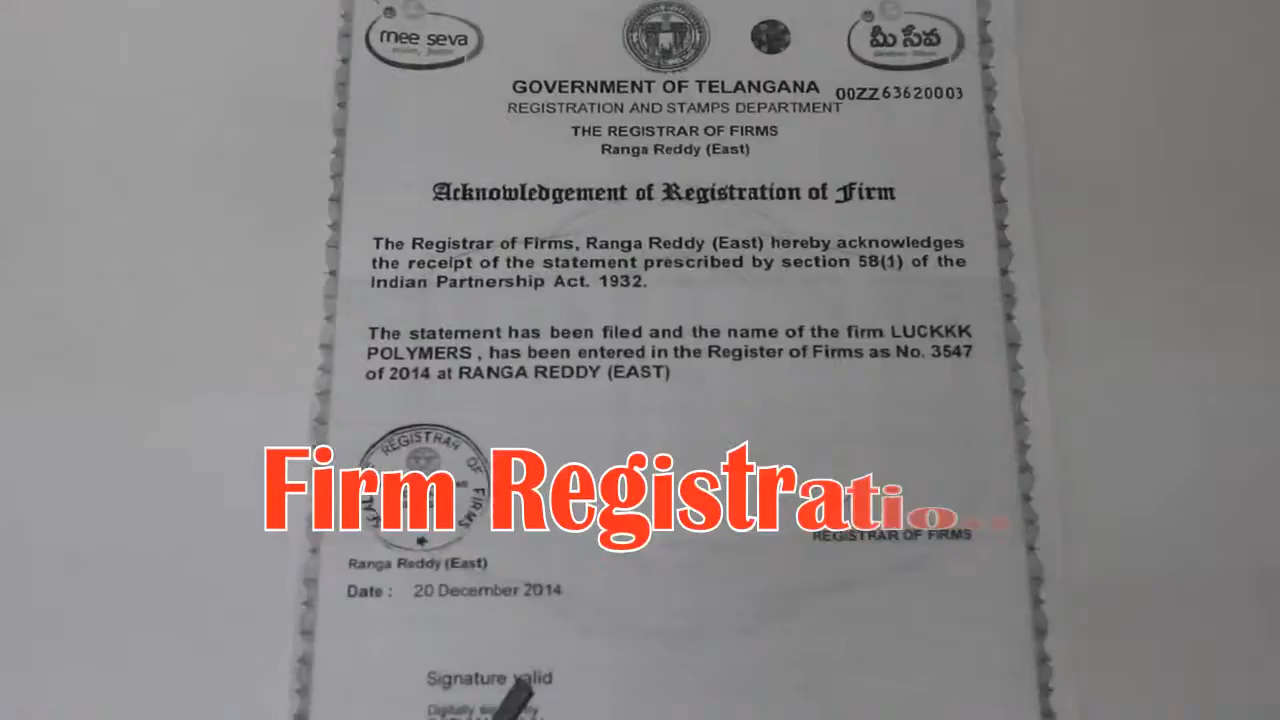 mee seva
మీ సేవ
GOVERNMENT OF TELANGANA
00ZZ63620003
REGISTRATION AND STAMPS DEPARTMENT
THE REGISTRAR OF FIRMS
Ranga Reddy (East)
Acknowledgement of Registration of Firm
The Registrar of Firms, Ranga Reddy (East) hereby acknowledges
the receipt of the statement prescribed by section 58(1) of the
Indian Partnership Act. 1932.
The statement has been filed and the name of the firm LUCKKK
POLYMERS , has been entered in the Register of Firms as No. 3547
of 2014 at RANGA REDDY (EAST)
REGISTRAR OF FIRMS
SEAL
Firm Registratio..
REGISTRAR OF FIRMS
Ranga Reddy (East)
Date : 20 December 2014
Signature valid
Digitally